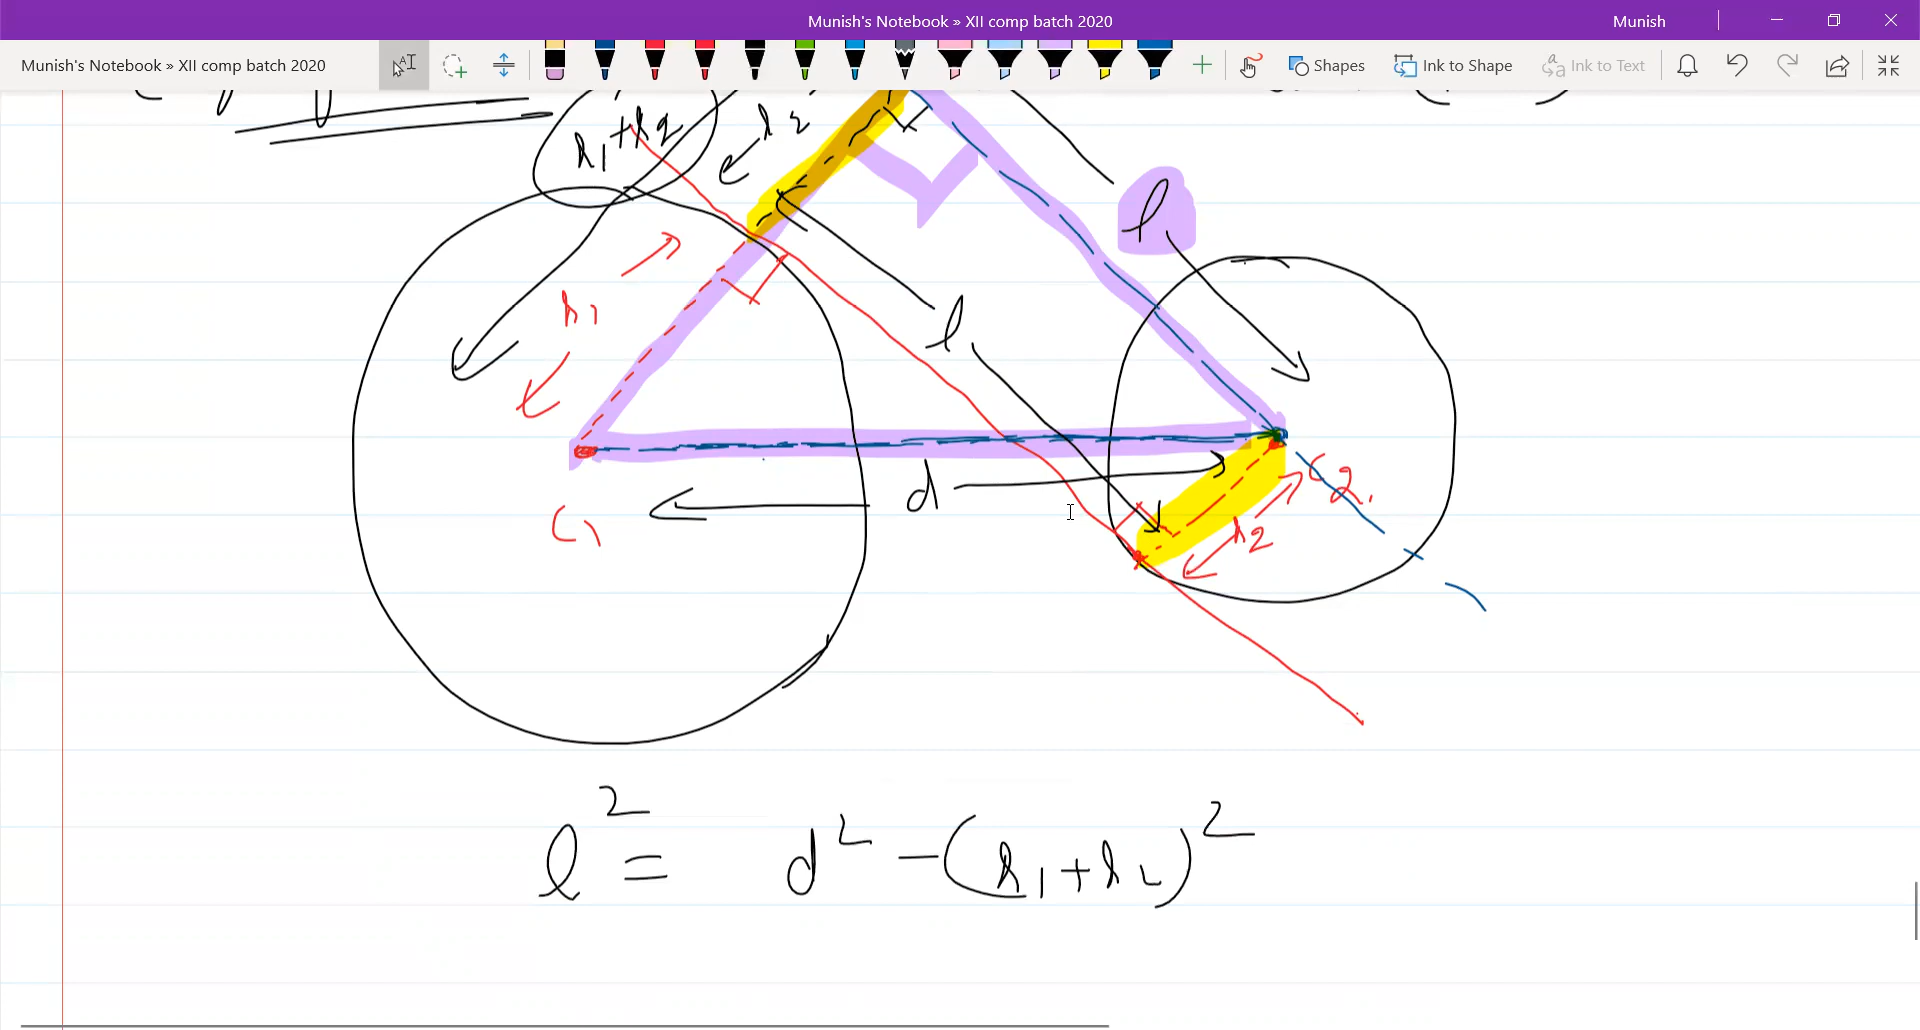 Munish's Notebook » XII comp batch 2020
Munish
Munish's Notebook » XII comp batch 2020
Shapes
Ink to Shape
Ink to Text
r1+r2
r2
l
r1
l
d
C1
C2
r2
l² = d² - (r1+r2)²